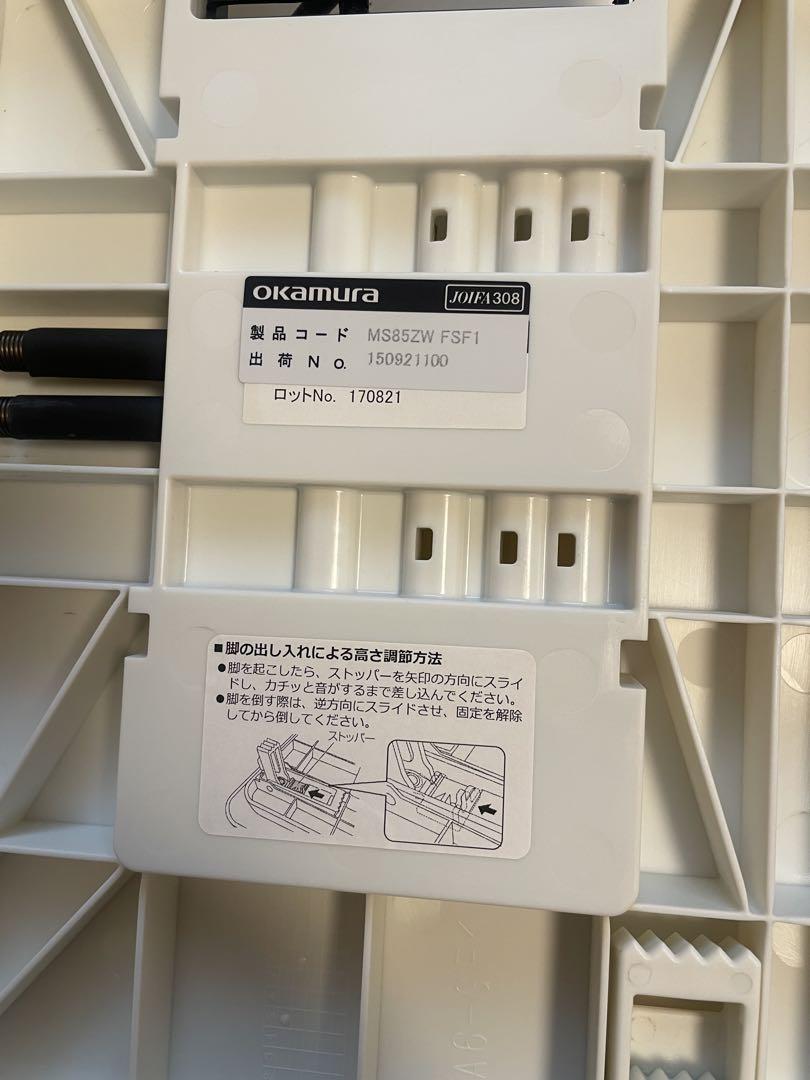 OKamura JOIFA308
製品コード MS85ZW FSF1
出荷No. 150921100
ロットNo. 170821
■脚の出し入れによる高さ調節方法
●脚を起こしたら、ストッパーを矢印の方向にスライ
ドし、カチッと音がするまで差し込んでください。
●脚を倒す際は、逆方向にスライドさせ、固定を解除
してから倒してください。
ストッパー